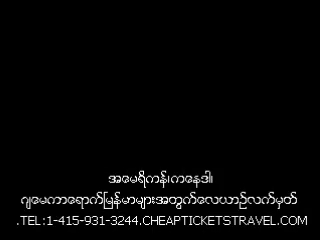 အမေရိကန်၊ကနေဒါ၊
ဂျမေကာရောက်မြန်မာများအတွက်လေယာဉ်လက်မှတ်
.TEL:1-415-931-3244.CHEAPTICKETSTRAVEL.COM